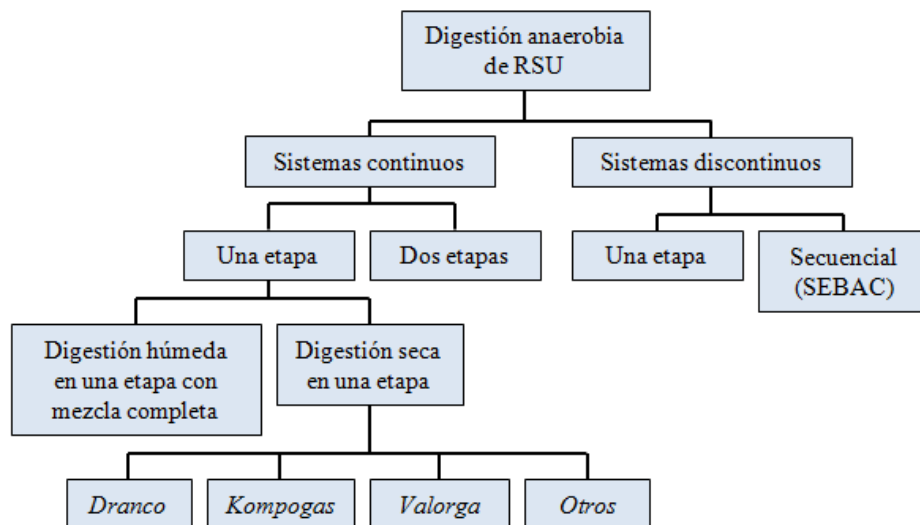 Digestión anaerobia
de RSU
Sistemas continuos
Sistemas discontinuos
Una etapa
Dos etapas
Una etapa
Secuencial
(SEBAC)
Digestión húmeda
en una etapa con
mezcla completa
Digestión seca
en una etapa
Dranco
Kompogas
Valorga
Otros